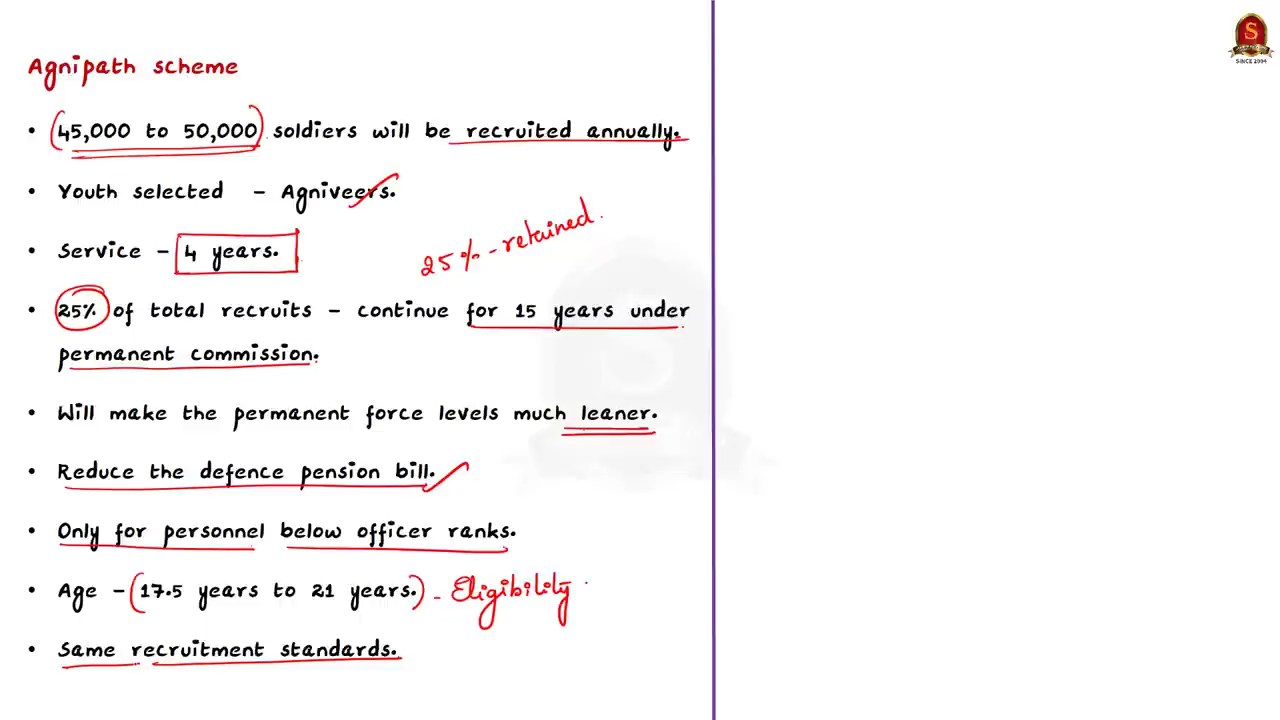 Agnipath scheme
• 45,000 to 50,000 soldiers will be recruited annually.
• Youth selected - Agniveers.
• Service - 4 years.
25% - retained.
• 25% of total recruits - continue for 15 years under
permanent commission.
• Will make the permanent force levels much leaner.
• Reduce the defence pension bill.
• Only for personnel below officer ranks.
• Age - (17.5 years to 21 years.) - Eligibility
• Same recruitment standards.
S
SINCE 2004